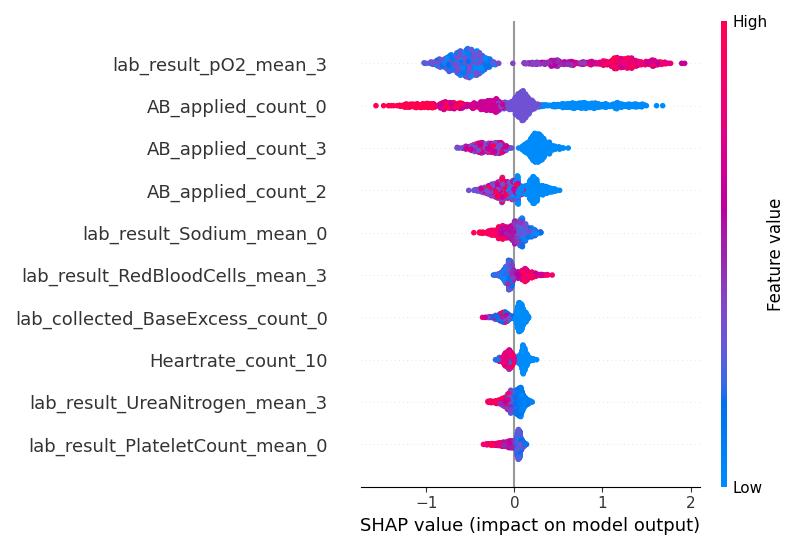 High
lab_result_pO2_mean_3
AB_applied_count_0
AB_applied_count_3
AB_applied_count_2
lab_result_Sodium_mean_0
lab_result_RedBloodCells_mean_3
lab_collected_BaseExcess_count_0
Heartrate_count_10
lab_result_UreaNitrogen_mean_3
lab_result_PlateletCount_mean_0
Feature value
Low
−1 0 1 2
SHAP value (impact on model output)